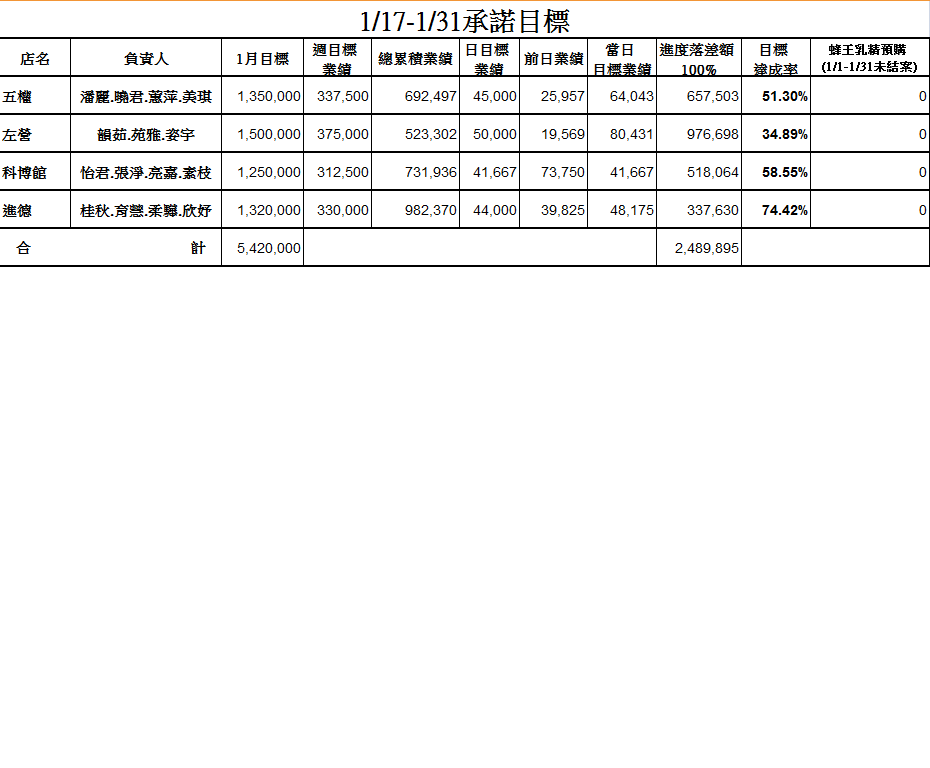 1/17-1/31承諾目標
店名 負責人 1月目標 週目標業績 總累積業績 日目標業績 前日業績 當日目標業績 進度落差額100% 目標達成率 蜂王乳精預購(1/1-1/31未結案)
五權 潘麗.曉君.蕙萍.美琪 1,350,000 337,500 692,497 45,000 25,957 64,043 657,503 51.30% 0
左營 韻茹.苑雅.姿宇 1,500,000 375,000 523,302 50,000 19,569 80,431 976,698 34.89% 0
科博館 怡君.張淨.亮嘉.素枝 1,250,000 312,500 731,936 41,667 73,750 41,667 518,064 58.55% 0
進德 桂秋.育慧.柔驊.欣妤 1,320,000 330,000 982,370 44,000 39,825 48,175 337,630 74.42% 0
合 計 5,420,000 2,489,895